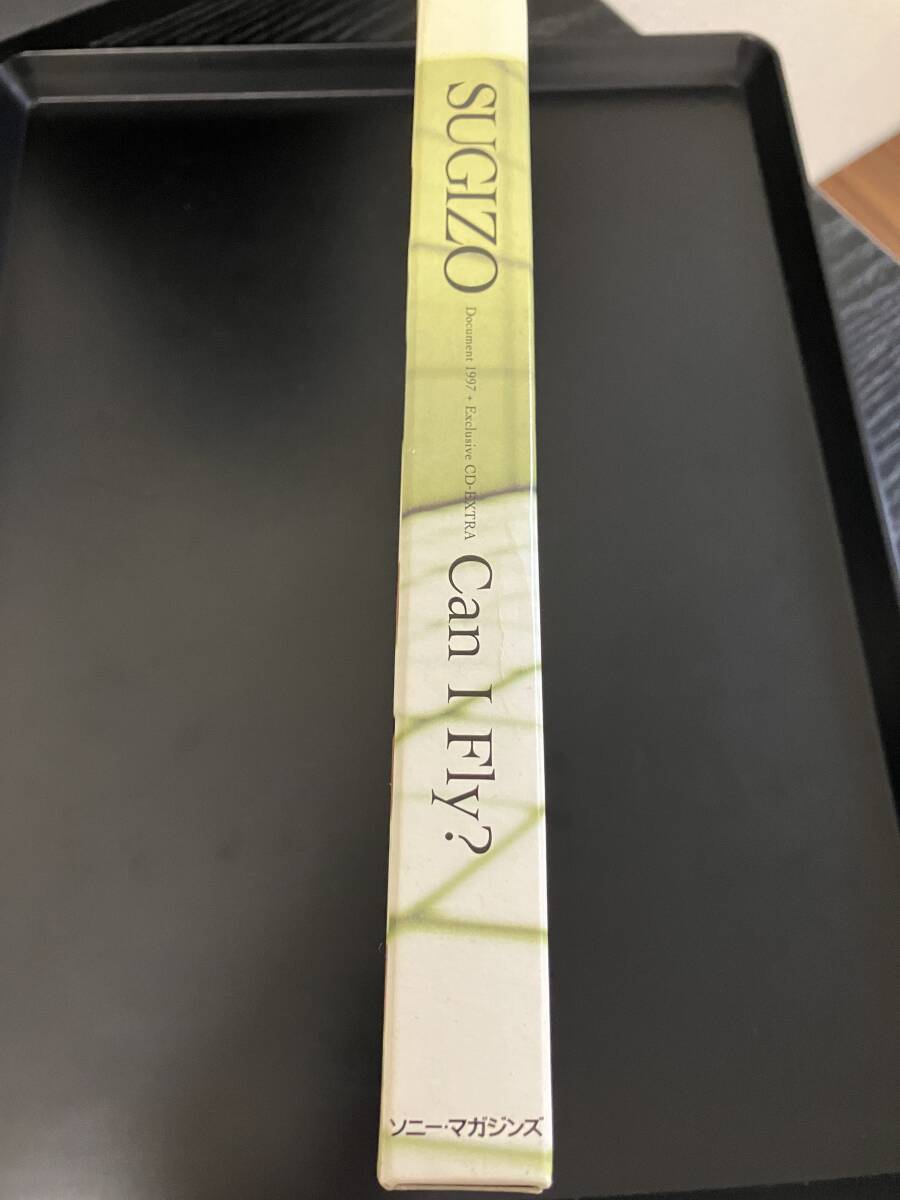 SUGIZO
Document 1997 + Exclusive CD-EXTRA
Can I Fly?
ソニー・マガジンズ